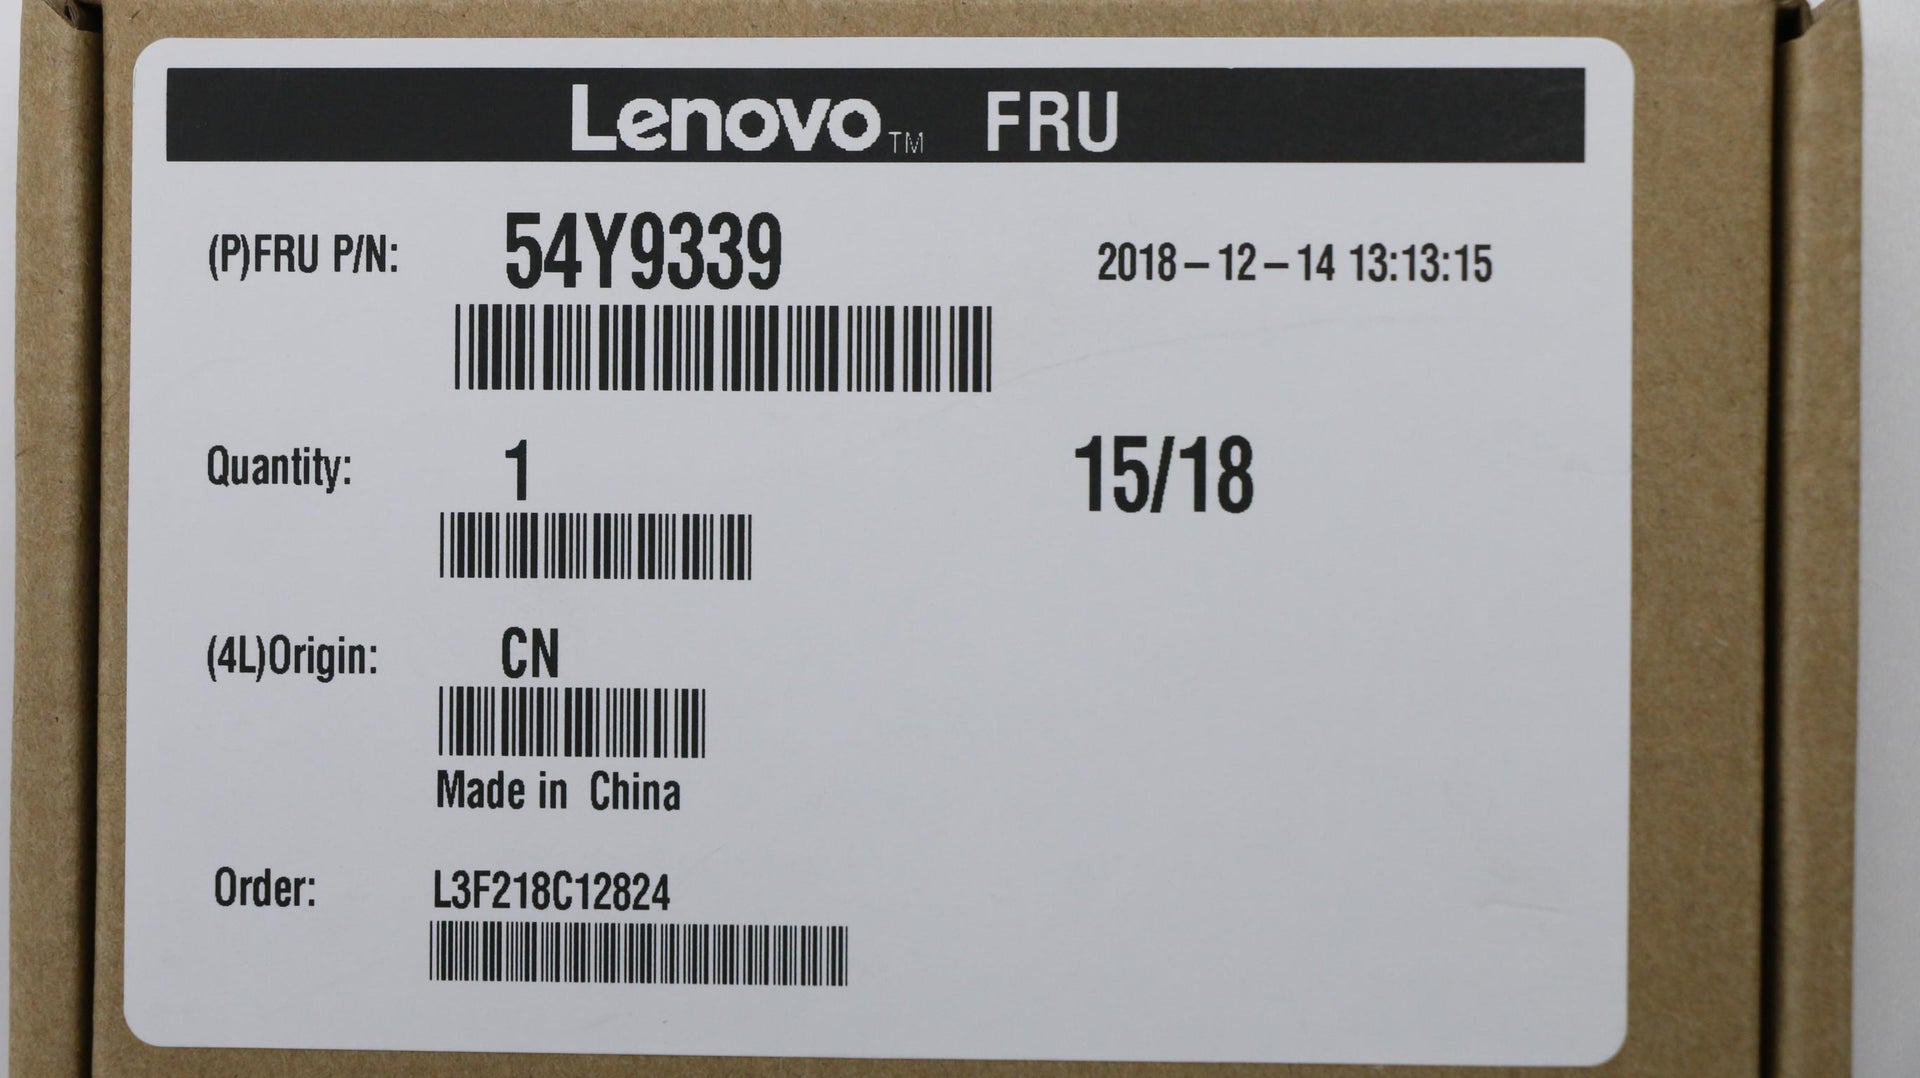 Lenovo™ FRU
(P)FRU P/N: 54Y9339 2018-12-14 13:13:15
Quantity: 1 15/18
(4L)Origin: CN
Made in China
Order: L3F218C12824